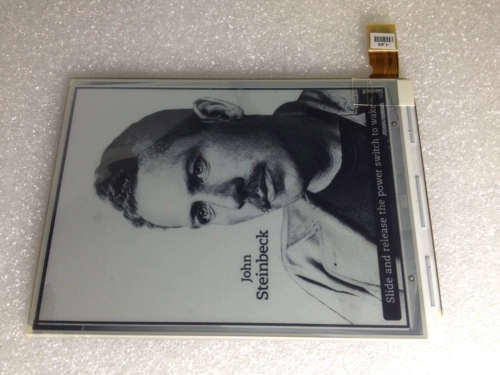 John
Steinbeck
Slide and release the power switch to wake